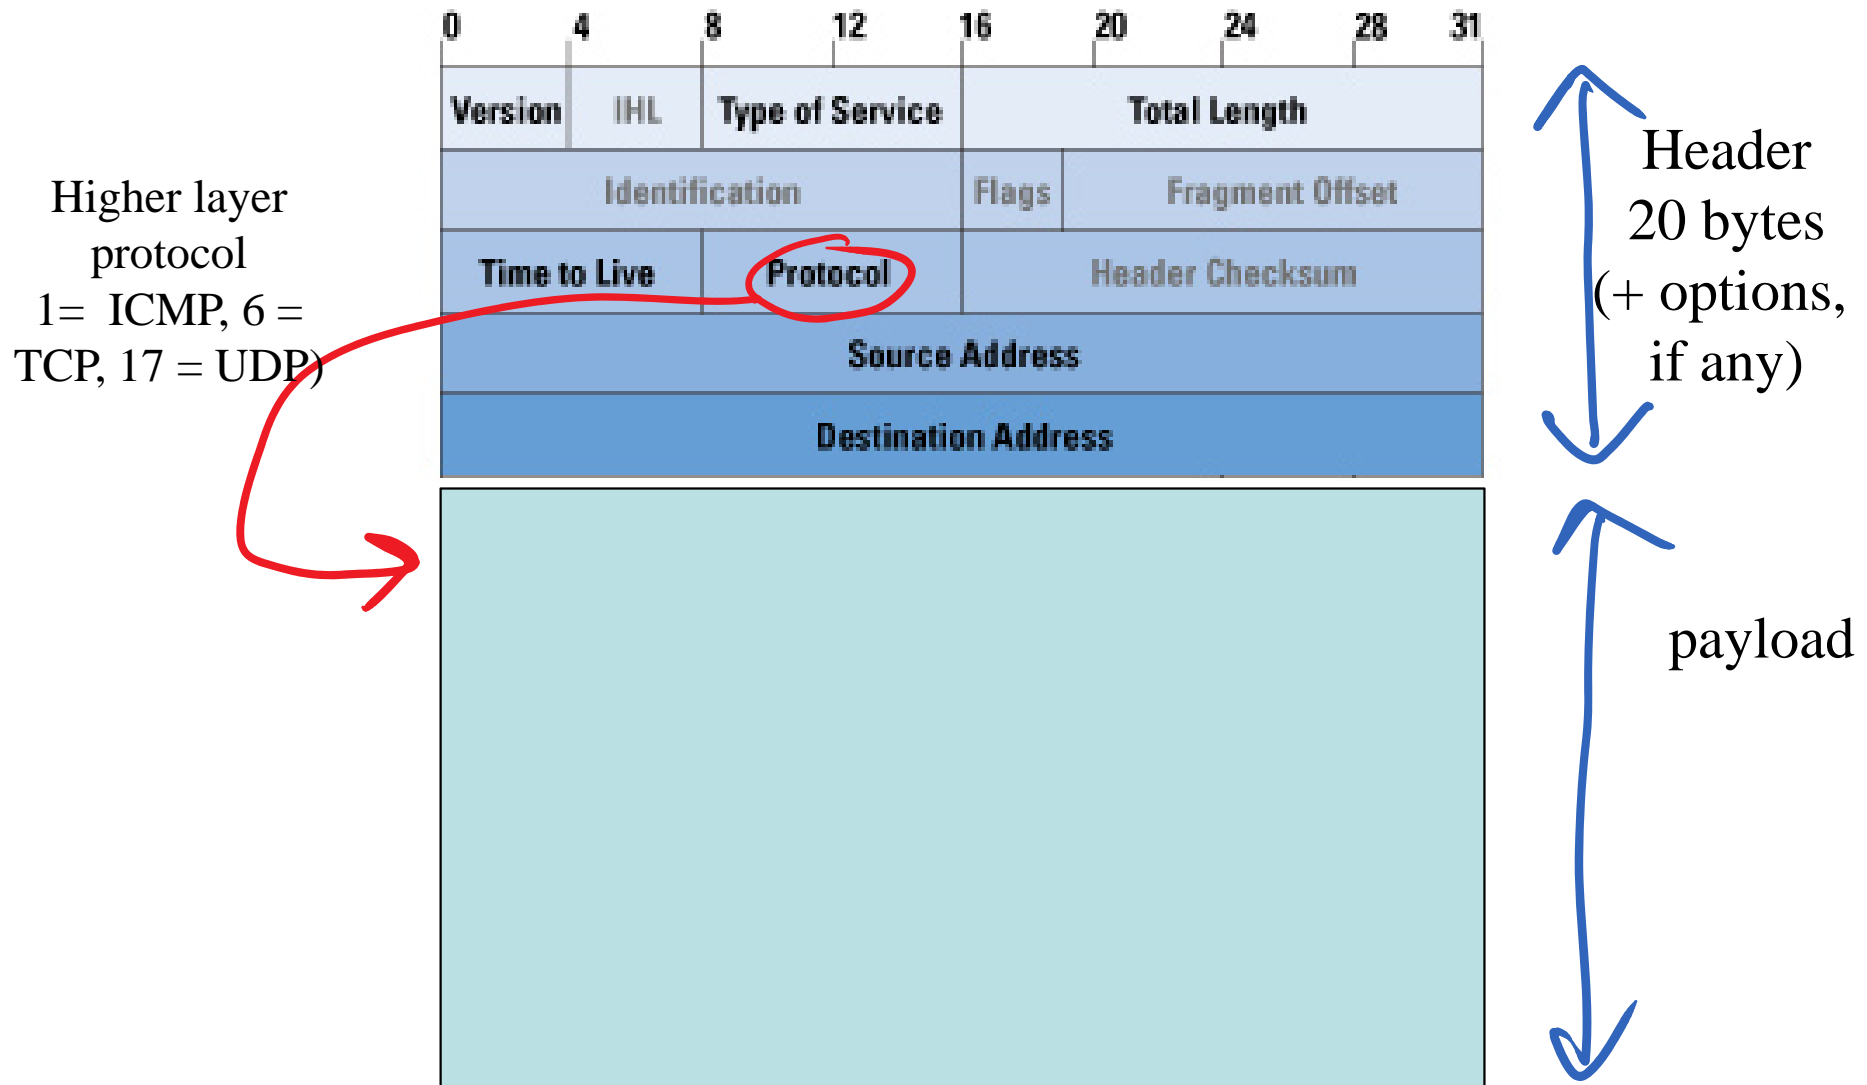 0 4 8 12 16 20 24 28 31
Version IHL Type of Service Total Length
Identification Flags Fragment Offset
Time to Live Protocol Header Checksum
Source Address
Destination Address
Higher layer
protocol
1= ICMP, 6 =
TCP, 17 = UDP)
Header
20 bytes
(+ options,
if any)
payload